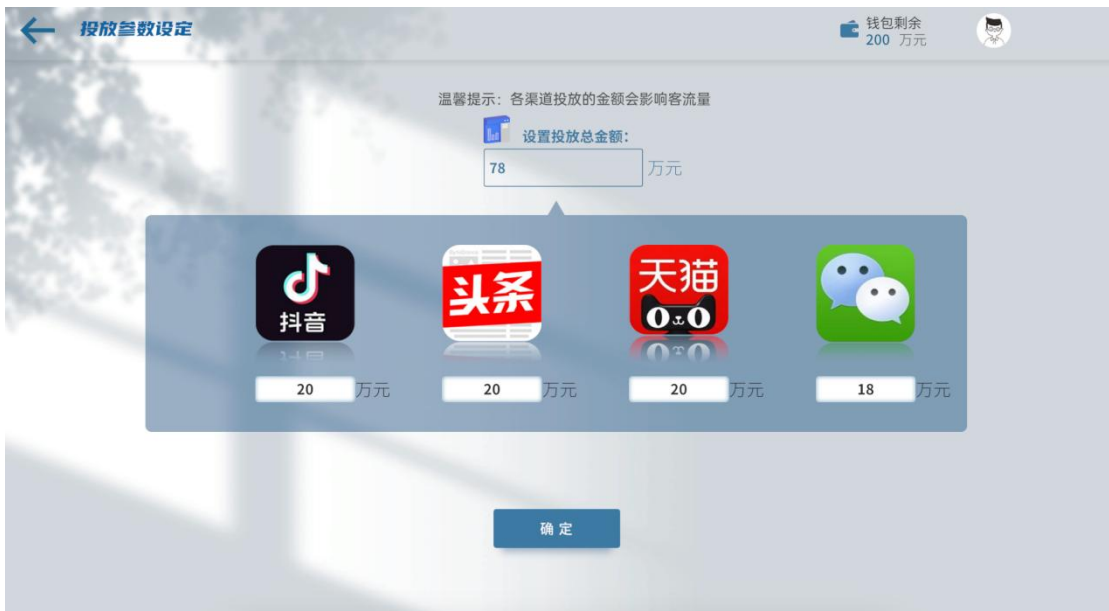 投放参数设定
钱包剩余
200 万元
温馨提示：各渠道投放的金额会影响客流量
设置投放总金额：
78 万元
抖音
头条
天猫
20 万元
20 万元
20 万元
18 万元
确定